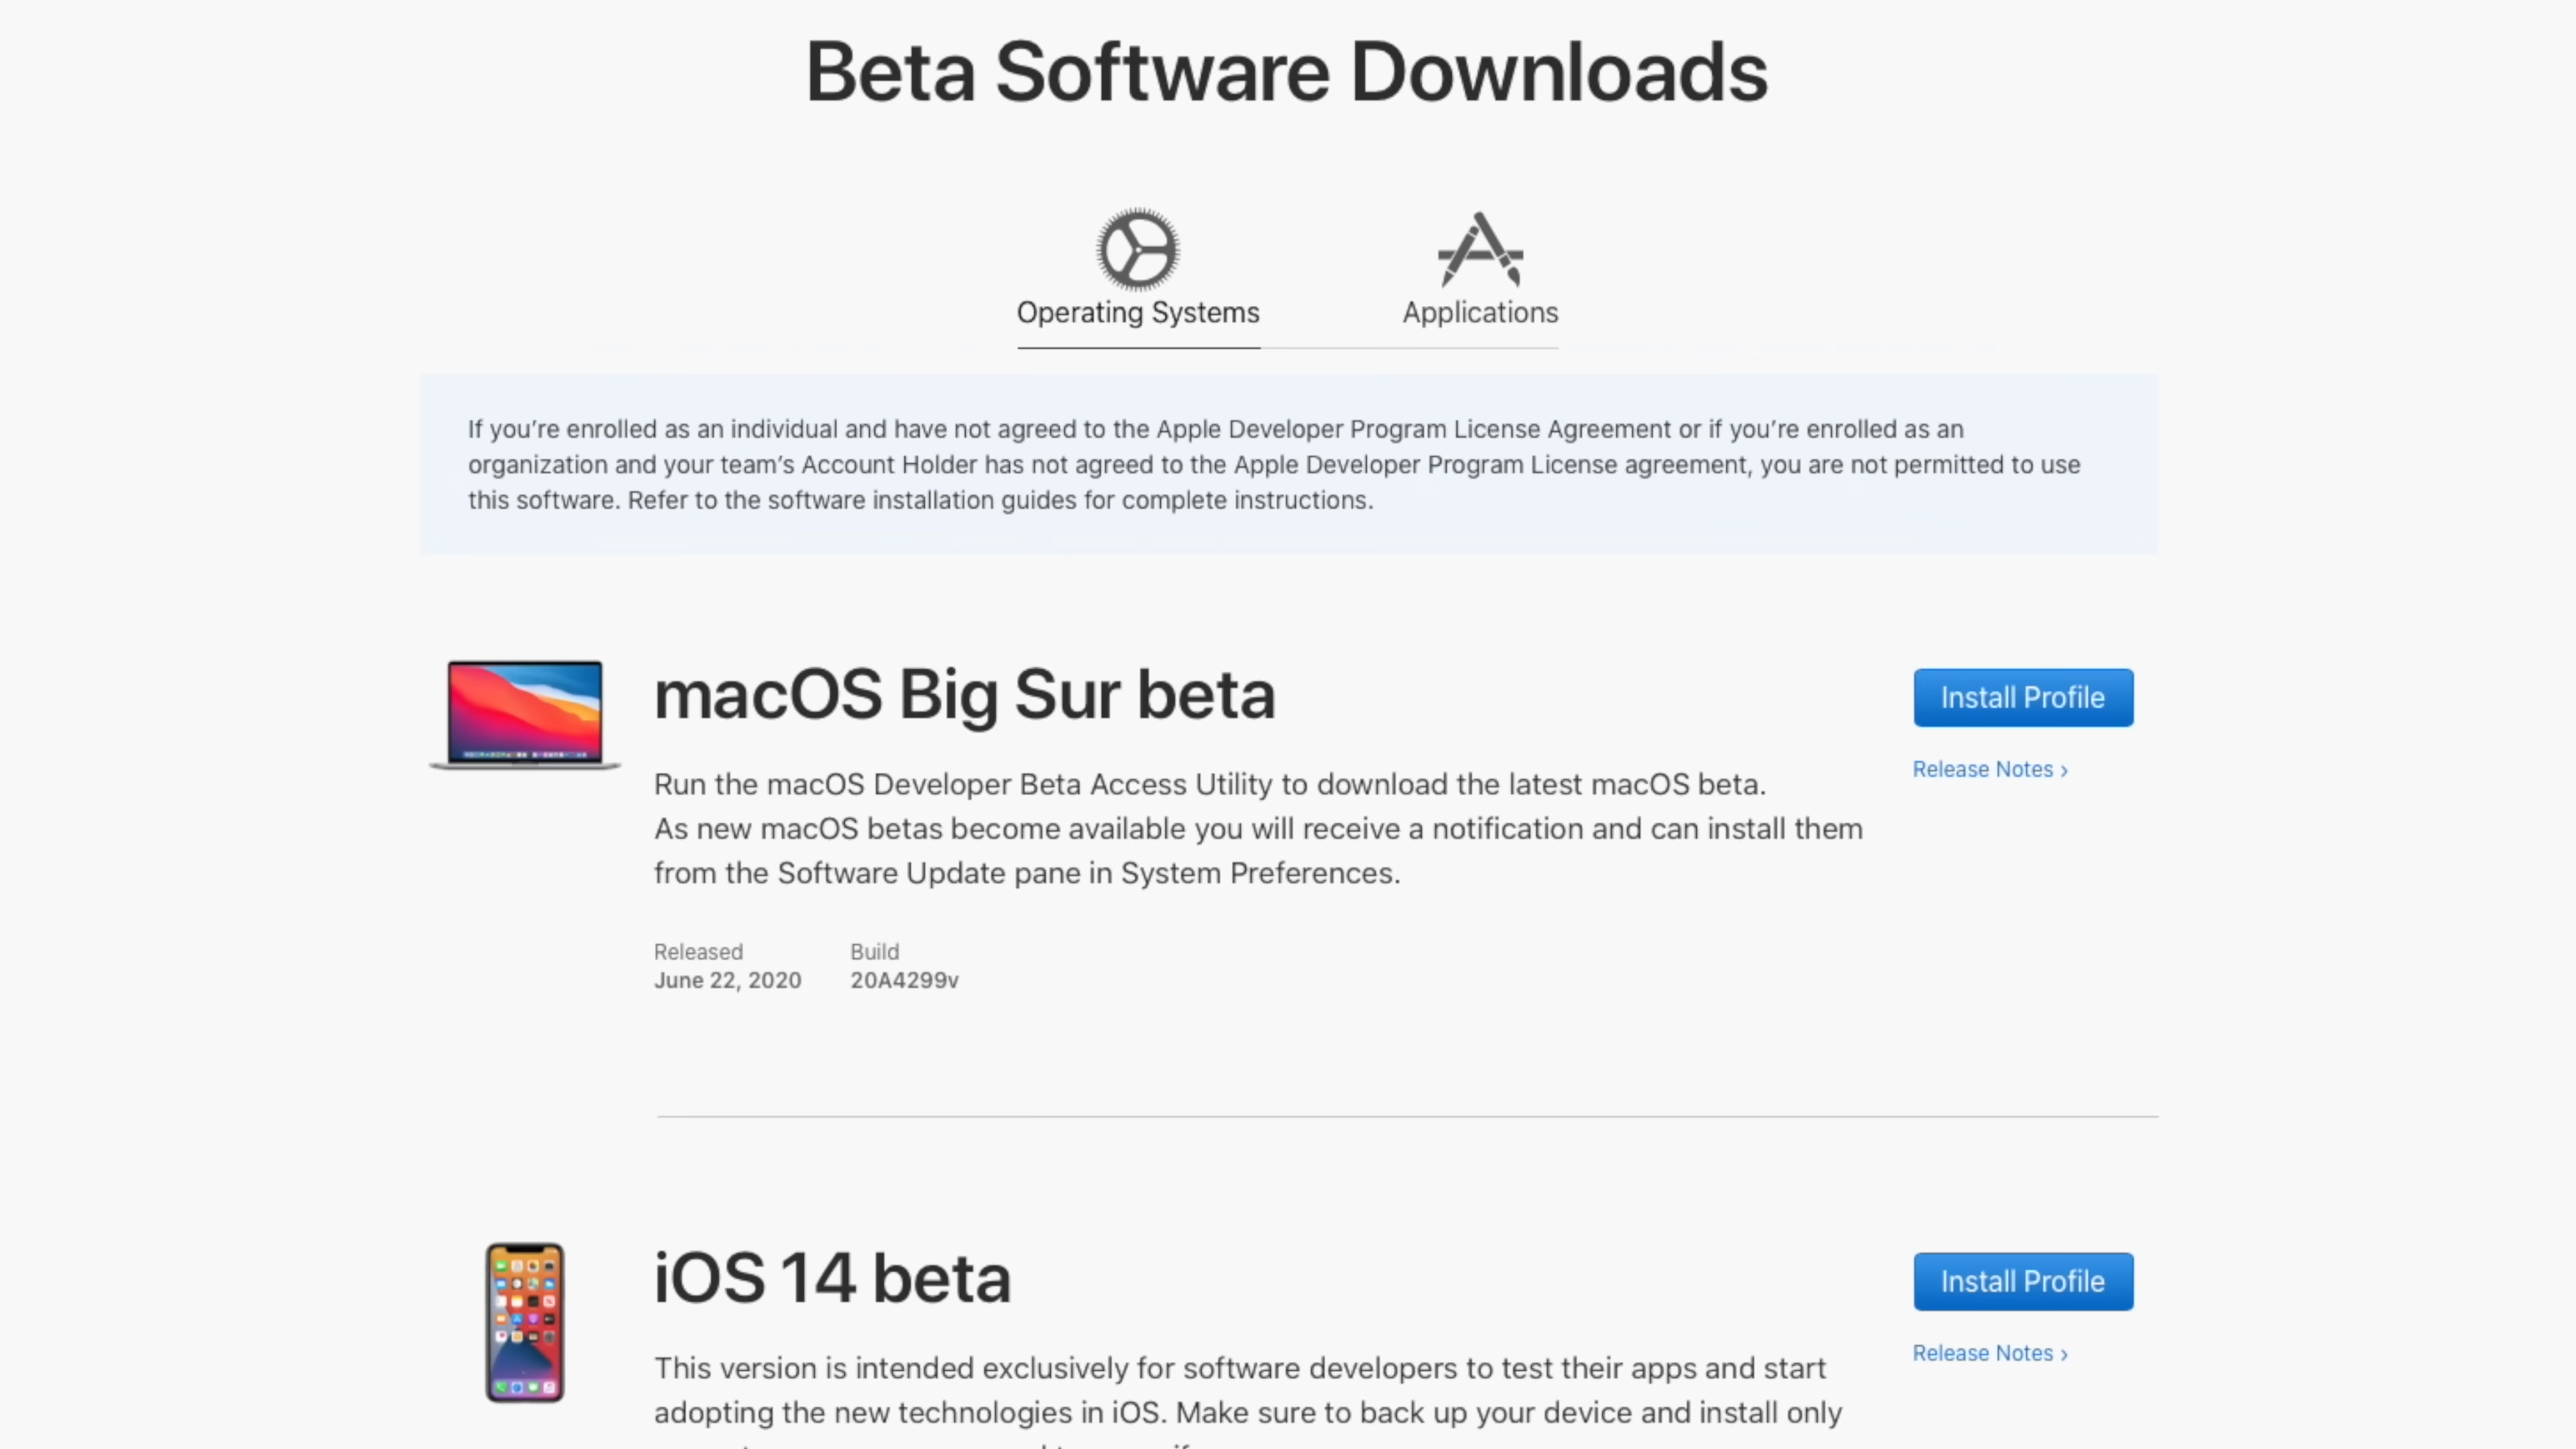 Beta Software Downloads
Operating Systems
Applications
If you’re enrolled as an individual and have not agreed to the Apple Developer Program License Agreement or if you’re enrolled as an
organization and your team’s Account Holder has not agreed to the Apple Developer Program License agreement, you are not permitted to use
this software. Refer to the software installation guides for complete instructions.
macOS Big Sur beta
Install Profile
Release Notes ›
Run the macOS Developer Beta Access Utility to download the latest macOS beta.
As new macOS betas become available you will receive a notification and can install them
from the Software Update pane in System Preferences.
Released
June 22, 2020
Build
20A4299v
iOS 14 beta
Install Profile
Release Notes ›
This version is intended exclusively for software developers to test their apps and start
adopting the new technologies in iOS. Make sure to back up your device and install only